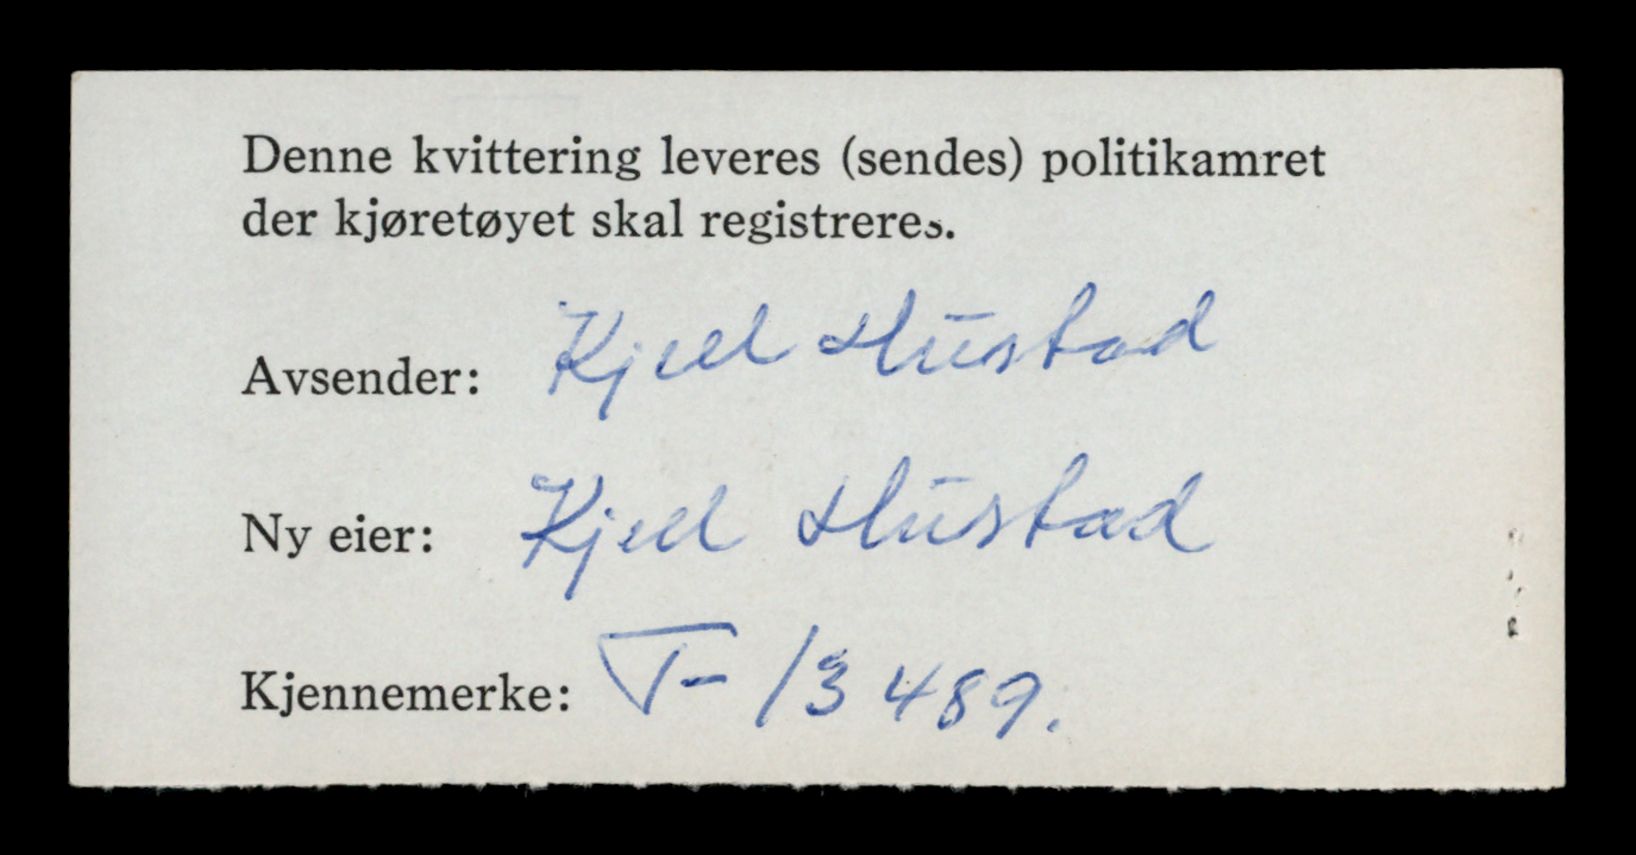 Denne kvittering leveres (sendes) politikamret
der kjøretøyet skal registreres.
Avsender: Kjell Hustad
Ny eier: Kjell Hustad
Kjennemerke: T- 13489.